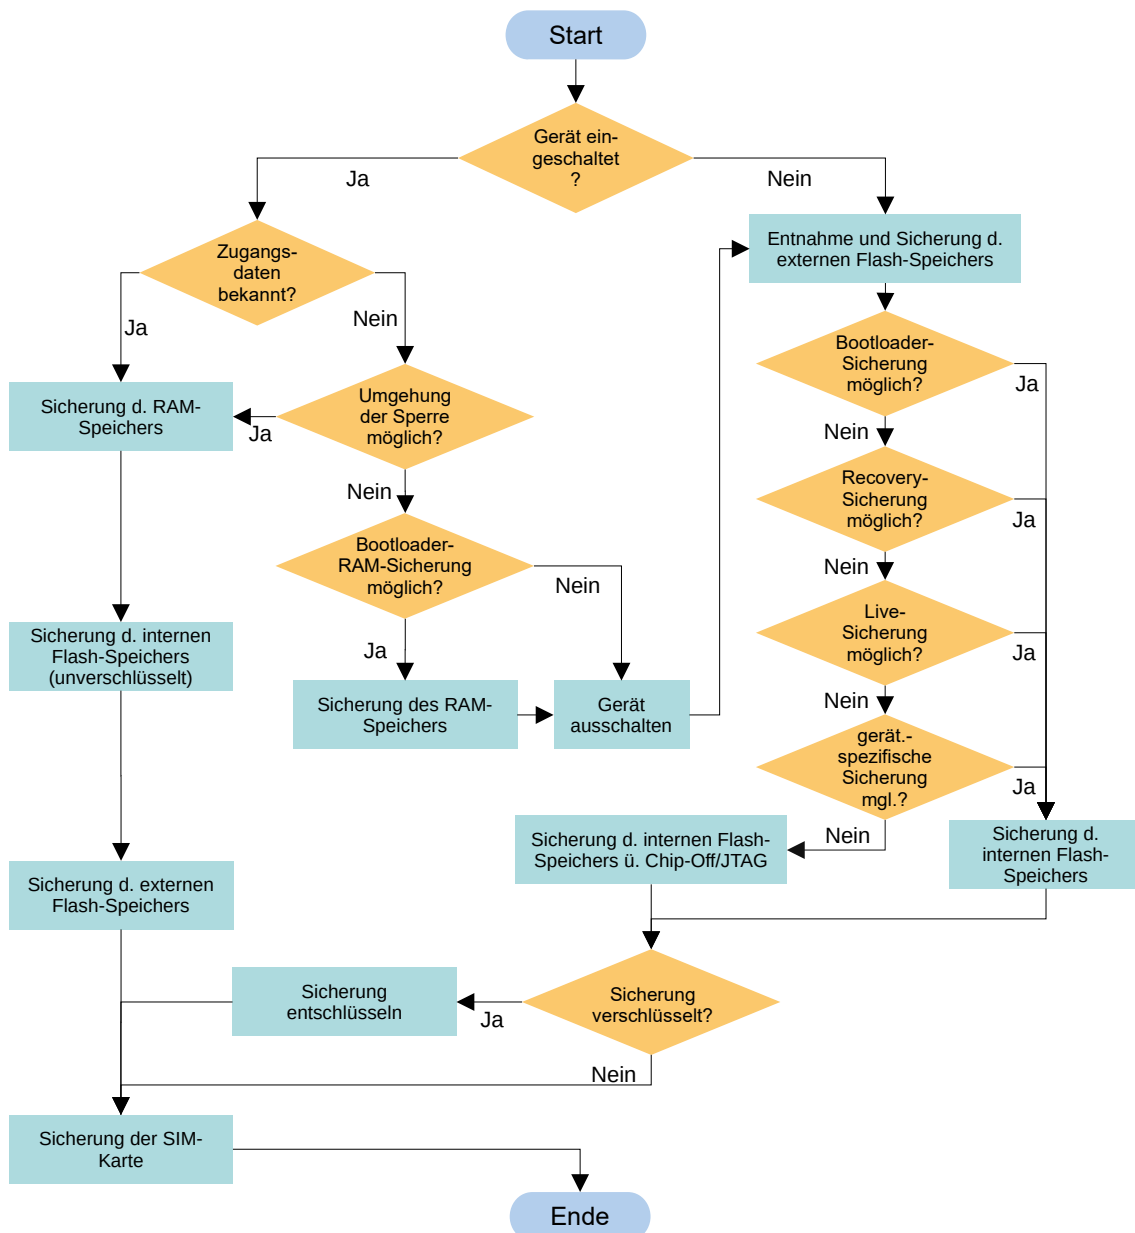 Start
Gerät ein-
geschaltet
?
Ja
Nein
Zugangs-
daten
bekannt?
Entnahme und Sicherung d.
externen Flash-Speichers
Ja
Nein
Bootloader-
Sicherung
möglich?
Ja
Sicherung d. RAM-
Speichers
Ja
Umgehung
der Sperre
möglich?
Nein
Nein
Recovery-
Sicherung
möglich?
Ja
Bootloader-
RAM-Sicherung
möglich?
Nein
Nein
Live-
Sicherung
möglich?
Ja
Sicherung d. internen
Flash-Speichers
(unverschlüsselt)
Ja
Sicherung des RAM-
Speichers
Gerät
ausschalten
Nein
gerät.-
spezifische
Sicherung
mgl.?
Ja
Nein
Sicherung d. internen Flash-
Speichers ü. Chip-Off/JTAG
Sicherung d.
internen Flash-
Speichers
Sicherung d. externen
Flash-Speichers
Sicherung
entschlüsseln
Ja
Sicherung
verschlüsselt?
Nein
Sicherung der SIM-
Karte
Ende